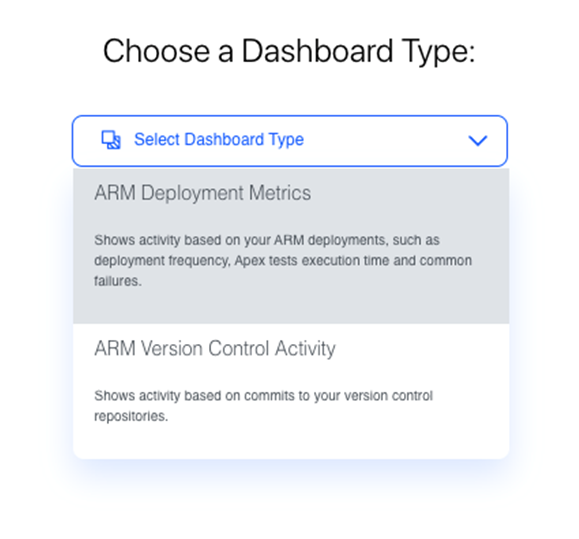 Choose a Dashboard Type:
Select Dashboard Type
ARM Deployment Metrics
Shows activity based on your ARM deployments, such as
deployment frequency, Apex tests execution time and common
failures.
ARM Version Control Activity
Shows activity based on commits to your version control
repositories.